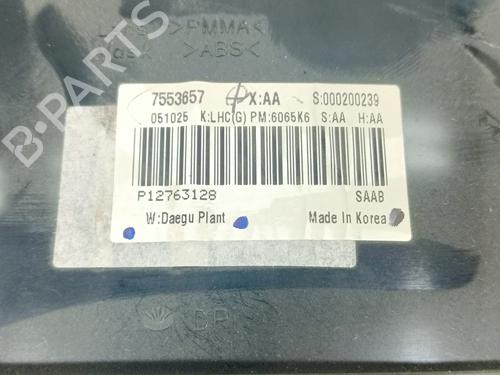 >PMMA<
>ABS<
7553657 X:AA S:000200239
051025 K:LHC(G) PM:6065K6 S:AA H:AA
P12763128 SAAB
W:Daegu Plant Made In Korea
B-PARTS